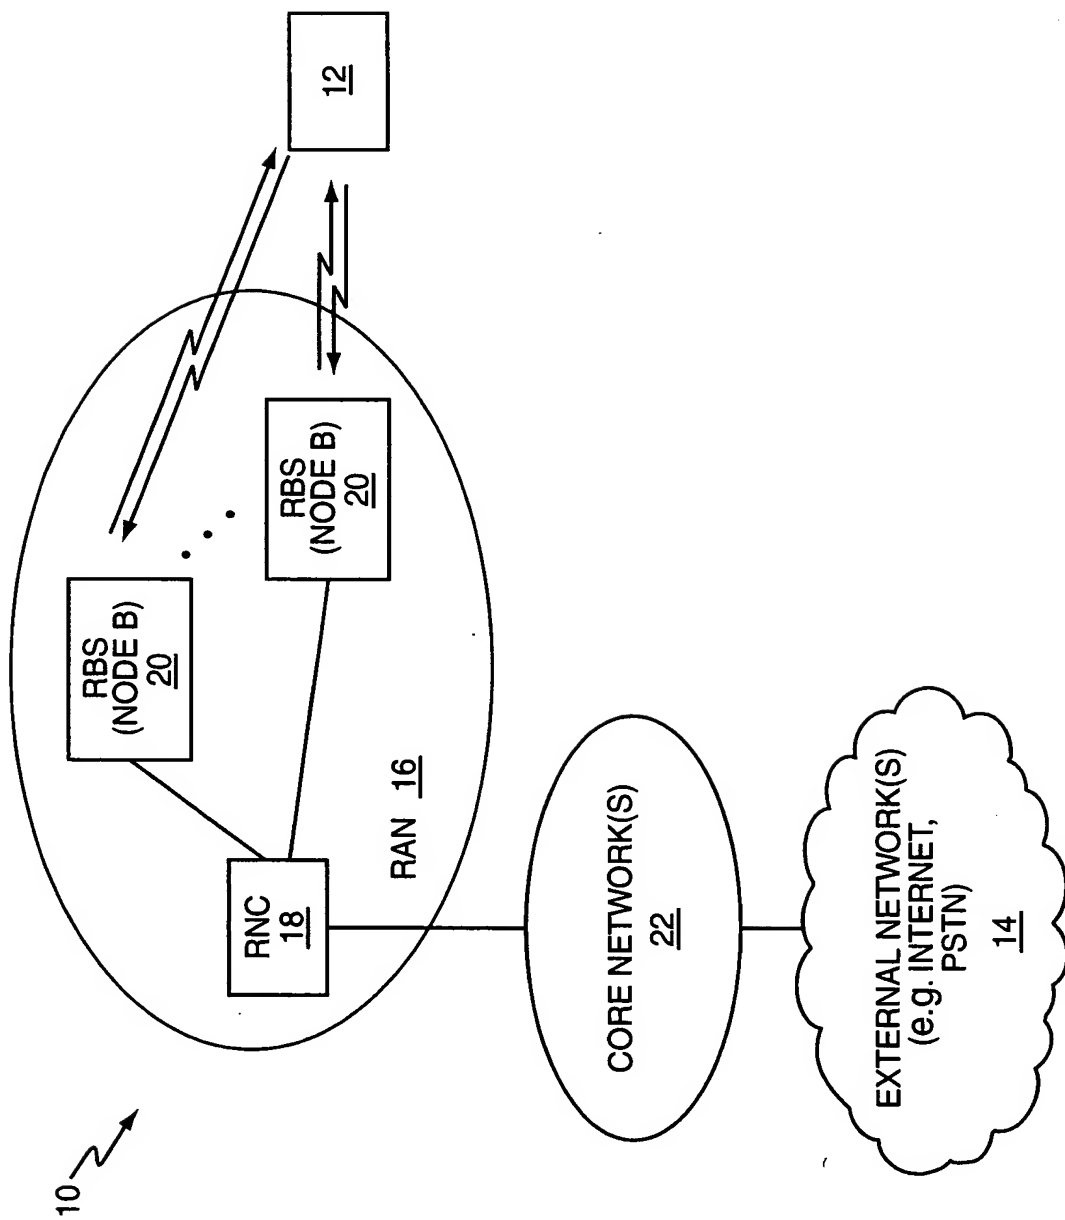 10
RNC
18
RBS
(NODE B)
20
RBS
(NODE B)
20
12
RAN 16
CORE NETWORK(S)
22
EXTERNAL NETWORK(S)
(e.g. INTERNET,
PSTN)
14